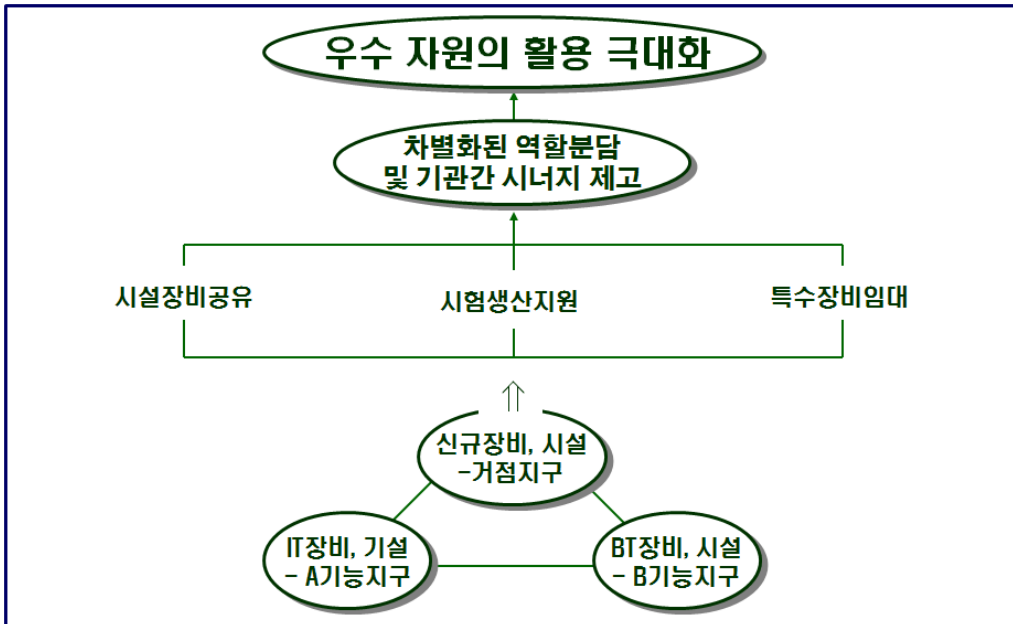 우수 자원의 활용 극대화
차별화된 역할분담
및 기관간 시너지 제고
시설장비공유
시험생산지원
특수장비임대
신규장비, 시설
-거점지구
IT장비, 기설
- A기능지구
BT장비, 시설
- B기능지구